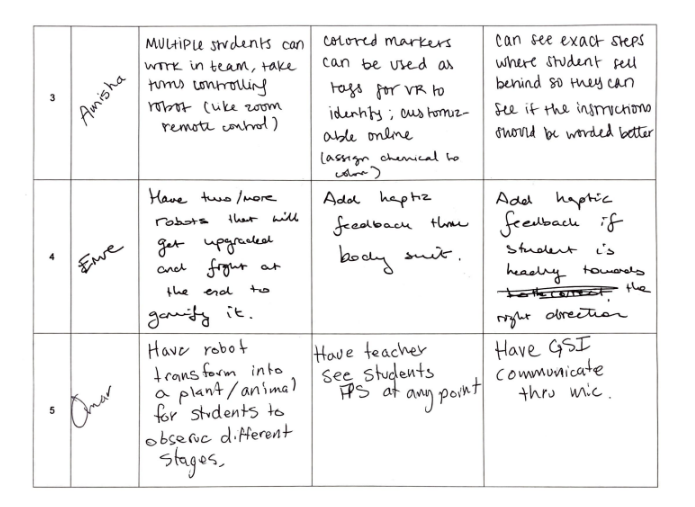 3
Amisha
MULTIPLE students can
work in team, take
turns controlling
robot (like zoom
remote control)
colored markers
can be used as
tags for VR to
identify; customiz-
able online
(assign chemical to
color)
can see exact steps
where student fell
behind so they can
see if the instructions
should be worded better
4
Have two/more
robots that will
get upgraded
and fight at
the end to
gamify it.
Add haptic
feedback thru
body suit.
Add haptic
feedback if
student is
heading towards
the
right direction
5
Omar
Have robot
transform into
a plant/animal
for students to
observe different
stages.
Have teacher
see students
FPS at any point
Have GSI
communicate
thru mic.